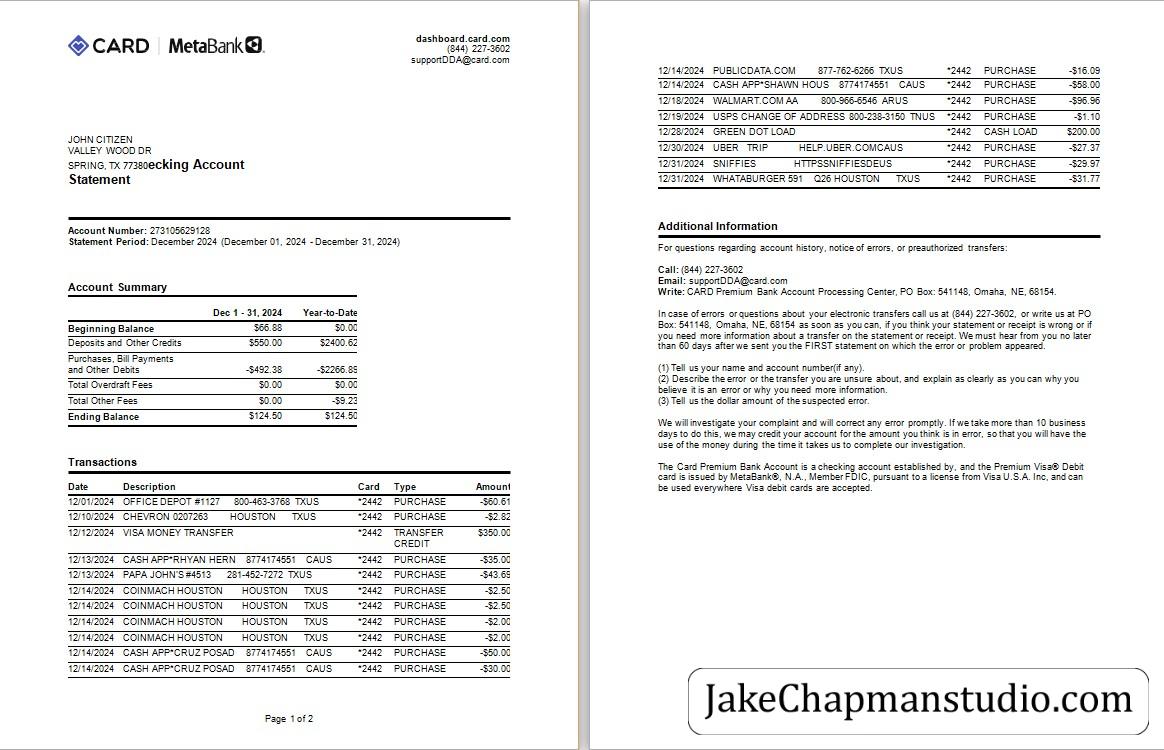 CARD MetaBank
dashboard.card.com
(844) 227-3602
supportDDA@card.com
JOHN CITIZEN
VALLEY WOOD DR
SPRING, TX 77380ecking Account
Statement
Account Number: 273105629128
Statement Period: December 2024 (December 01, 2024 - December 31, 2024)
Account Summary
Dec 1 - 31, 2024 Year-to-Date
Beginning Balance $66.88 $0.00
Deposits and Other Credits $550.00 $2400.62
Purchases, Bill Payments
and Other Debits -$492.38 -$2266.89
Total Overdraft Fees $0.00 $0.00
Total Other Fees $0.00 -$9.23
Ending Balance $124.50 $124.50
Transactions
Date Description Card Type Amount
12/01/2024 OFFICE DEPOT #1127 800-463-3768 TXUS *2442 PURCHASE -$60.61
12/10/2024 CHEVRON 0207263 HOUSTON TXUS *2442 PURCHASE -$2.82
12/12/2024 VISA MONEY TRANSFER *2442 TRANSFER $350.00
CREDIT
12/13/2024 CASH APP*RHYAN HERN 8774174551 CAUS *2442 PURCHASE -$35.00
12/13/2024 PAPA JOHN'S #4513 281-452-7272 TXUS *2442 PURCHASE -$43.69
12/14/2024 COINMACH HOUSTON HOUSTON TXUS *2442 PURCHASE -$2.50
12/14/2024 COINMACH HOUSTON HOUSTON TXUS *2442 PURCHASE -$2.50
12/14/2024 COINMACH HOUSTON HOUSTON TXUS *2442 PURCHASE -$2.00
12/14/2024 COINMACH HOUSTON HOUSTON TXUS *2442 PURCHASE -$2.00
12/14/2024 CASH APP*CRUZ POSAD 8774174551 CAUS *2442 PURCHASE -$50.00
12/14/2024 CASH APP*CRUZ POSAD 8774174551 CAUS *2442 PURCHASE -$30.00
Page 1 of 2
12/14/2024 PUBLICDATA.COM 877-762-6266 TXUS *2442 PURCHASE -$16.09
12/14/2024 CASH APP*SHAWN HOUS 8774174551 CAUS *2442 PURCHASE -$58.00
12/18/2024 WALMART.COM AA 800-966-6546 ARUS *2442 PURCHASE -$96.96
12/19/2024 USPS CHANGE OF ADDRESS 800-238-3150 TNUS *2442 PURCHASE -$1.10
12/28/2024 GREEN DOT LOAD *2442 CASH LOAD $200.00
12/30/2024 UBER TRIP HELP.UBER.COMCAUS *2442 PURCHASE -$27.37
12/31/2024 SNIFFIES HTTPSSNIFFIESDEUS *2442 PURCHASE -$29.97
12/31/2024 WHATABURGER 591 Q26 HOUSTON TXUS *2442 PURCHASE -$31.77
Additional Information
For questions regarding account history, notice of errors, or preauthorized transfers:
Call: (844) 227-3602
Email: supportDDA@card.com
Write: CARD Premium Bank Account Processing Center, PO Box: 541148, Omaha, NE, 68154.
In case of errors or questions about your electronic transfers call us at (844) 227-3602, or write us at PO
Box: 541148, Omaha, NE, 68154 as soon as you can, if you think your statement or receipt is wrong or if
you need more information about a transfer on the statement or receipt. We must hear from you no later
than 60 days after we sent you the FIRST statement on which the error or problem appeared.
(1) Tell us your name and account number(if any).
(2) Describe the error or the transfer you are unsure about, and explain as clearly as you can why you
believe it is an error or why you need more information.
(3) Tell us the dollar amount of the suspected error.
We will investigate your complaint and will correct any error promptly. If we take more than 10 business
days to do this, we may credit your account for the amount you think is in error, so that you will have the
use of the money during the time it takes us to complete our investigation.
The Card Premium Bank Account is a checking account established by, and the Premium Visa® Debit
card is issued by MetaBank®, N.A., Member FDIC, pursuant to a license from Visa U.S.A. Inc, and can
be used everywhere Visa debit cards are accepted.
JakeChapmanstudio.com